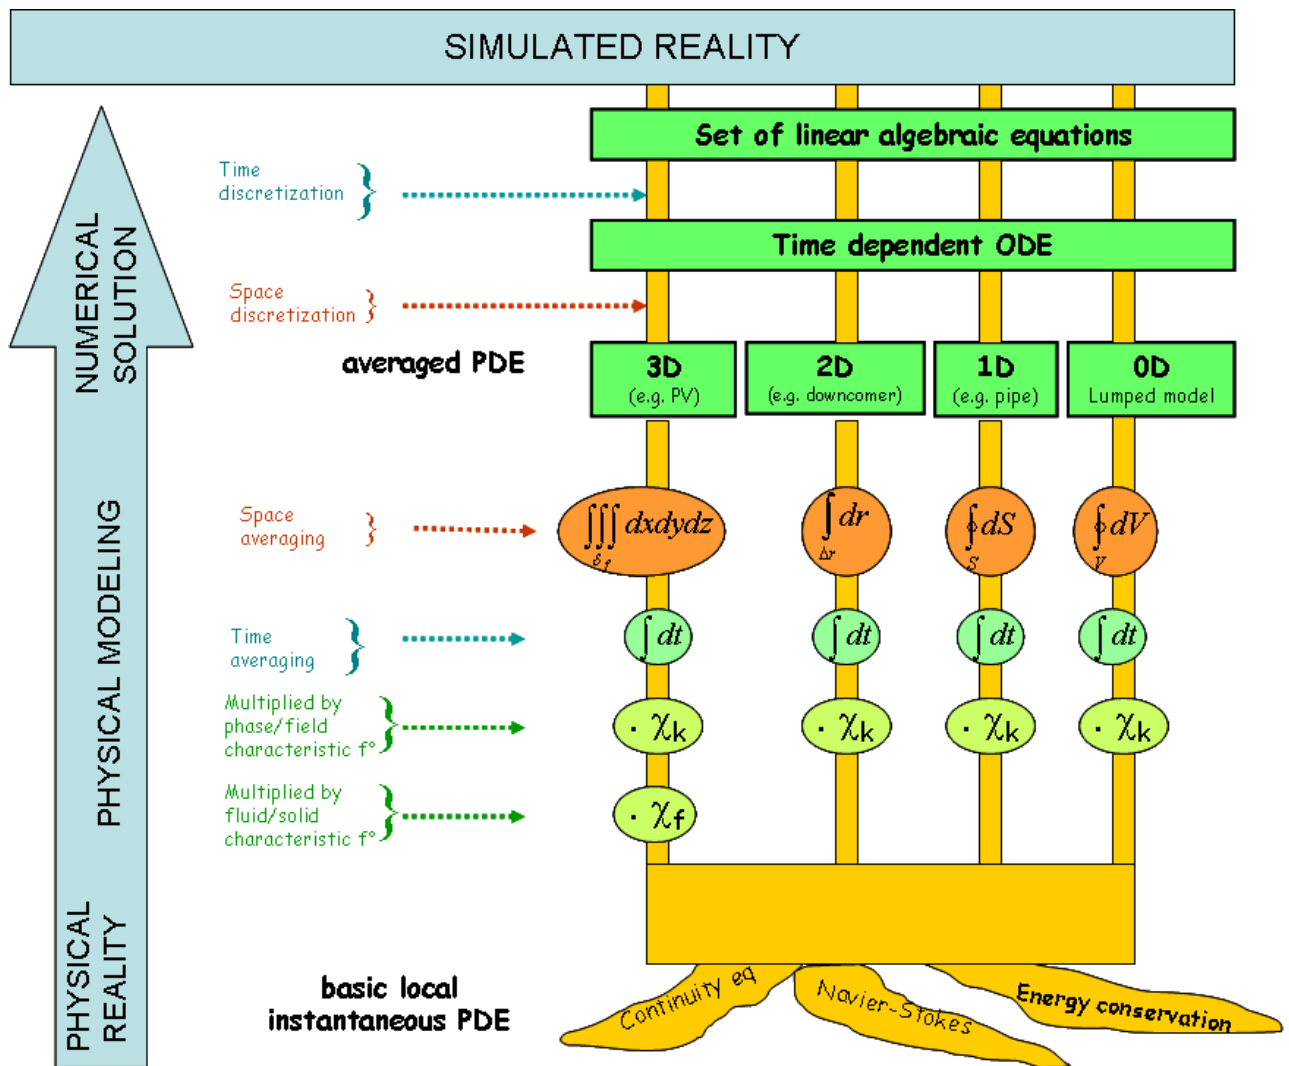 SIMULATED REALITY
Set of linear algebraic equations
Time
discretization
}
Time dependent ODE
Space
discretization
}
averaged PDE
3D
(e.g. PV)
2D
(e.g. downcomer)
1D
(e.g. pipe)
0D
Lumped model
Space
averaging
}
∫∫∫ dxdydz
δf
∫ dr
Δr
∮ dS
S
∮ dV
V
Time
averaging
}
∫ dt
∫ dt
∫ dt
∫ dt
Multiplied by
phase/field
characteristic f°
}
. χk
. χk
. χk
. χk
Multiplied by
fluid/solid
characteristic f°
}
. χf
basic local
instantaneous PDE
Continuity eq
Navier-Stokes
Energy conservation
NUMERICAL
SOLUTION
PHYSICAL MODELING
PHYSICAL
REALITY